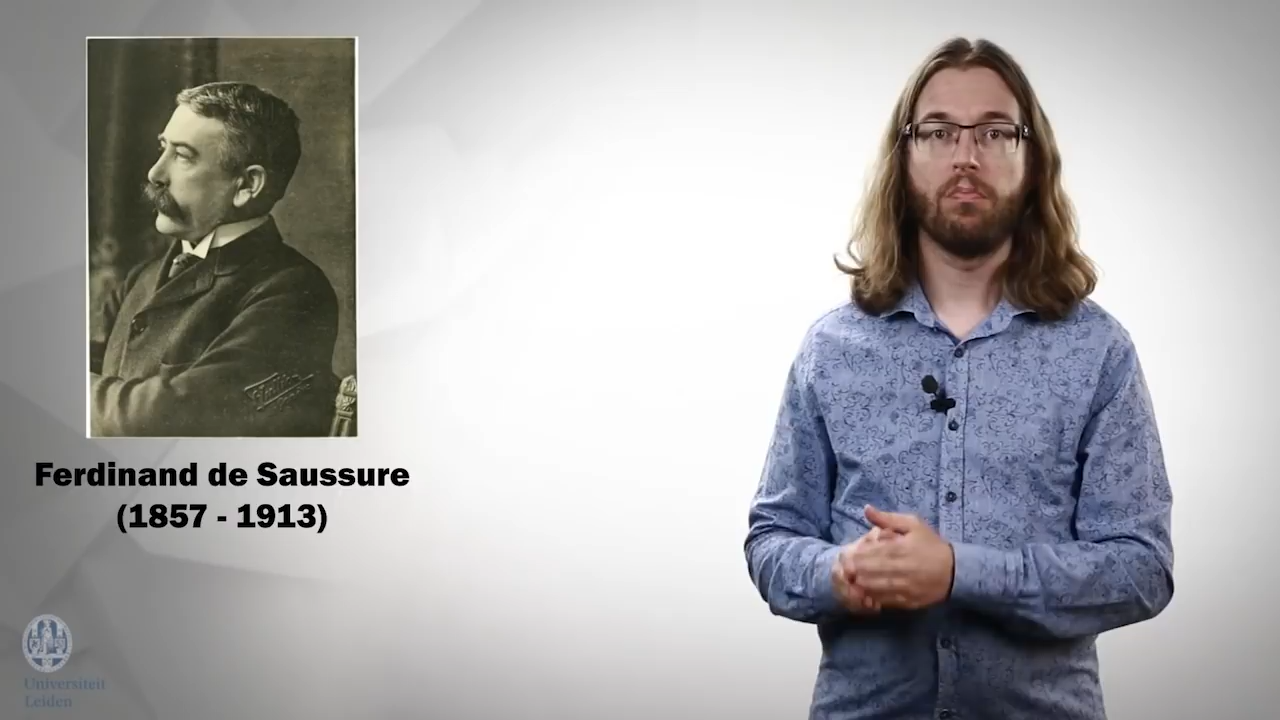 Ferdinand de Saussure
(1857 - 1913)
Universiteit
Leiden